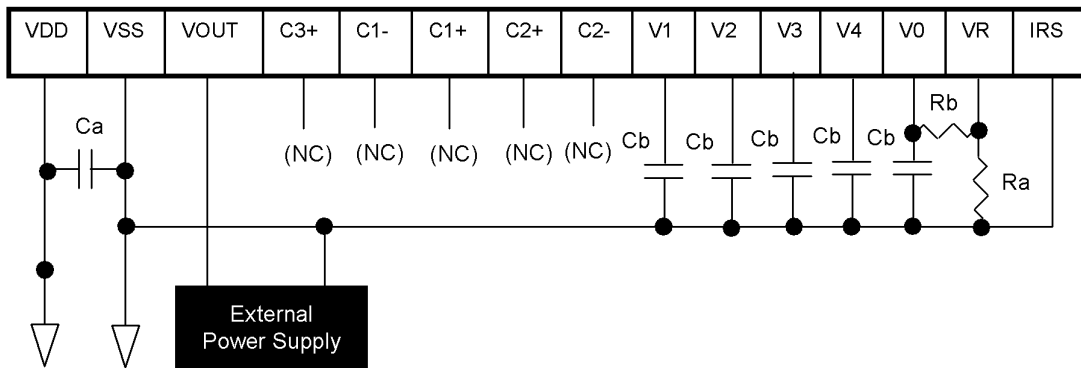 VDD VSS VOUT C3+ C1- C1+ C2+ C2- V1 V2 V3 V4 V0 VR IRS
Ca
Rb
Cb Cb Cb Cb Cb
(NC) (NC) (NC) (NC) (NC)
Ra
External
Power Supply